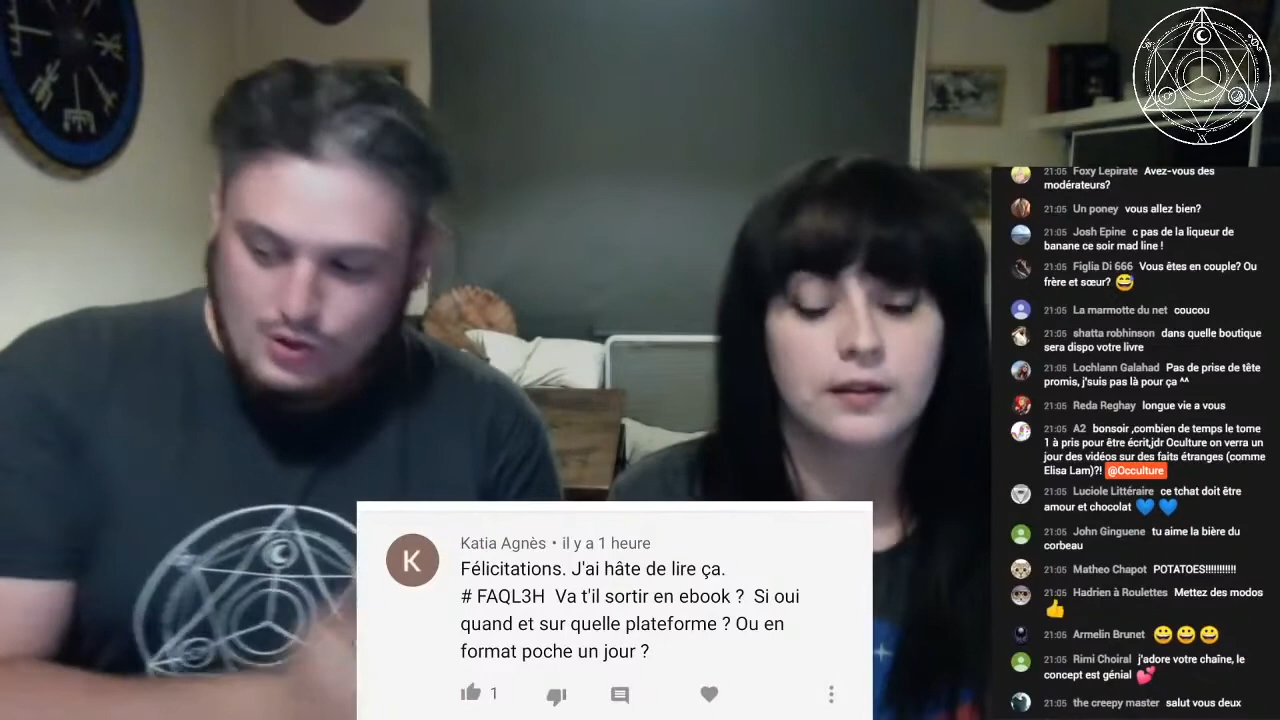 Foxy Lepirate Avez-vous des
modérateurs?
21:05 Un poney vous allez bien?
21:05 Josh Epine c pas de la liqueur de
banane ce soir mad line !
21:05 Figlia Di 666 Vous êtes en couple? Ou
frère et sœur? 😅
21:05 La marmotte du net coucou
21:05 shatta robhinson dans quelle boutique
sera dispo votre livre
21:05 Lochlann Galahad Pas de prise de tête
promis, j'suis pas là pour ça ^^
21:05 Reda Reghay longue vie a vous
21:05 A2 bonsoir ,combien de temps le tome
1 à pris pour être écrit,jdr Oculture on verra un
jour des vidéos sur des faits étranges (comme
Elisa Lam)?! @Occulture
21:05 Luciole Littéraire ce tchat doit être
amour et chocolat 💙 💙
21:05 John Ginguene tu aime la bière du
corbeau
21:05 Matheo Chapot POTATOES!!!!!!!!!!!
21:05 Hadrien à Roulettes Mettez des modos
👍
21:05 Armelin Brunet 😀 😀 😀
21:05 Rimi Choiral j'adore votre chaîne, le
concept est génial 💕
21:05 the creepy master salut vous deux
K
Katia Agnès • il y a 1 heure
Félicitations. J'ai hâte de lire ça.
# FAQL3H Va t'il sortir en ebook ? Si oui
quand et sur quelle plateforme ? Ou en
format poche un jour ?
1